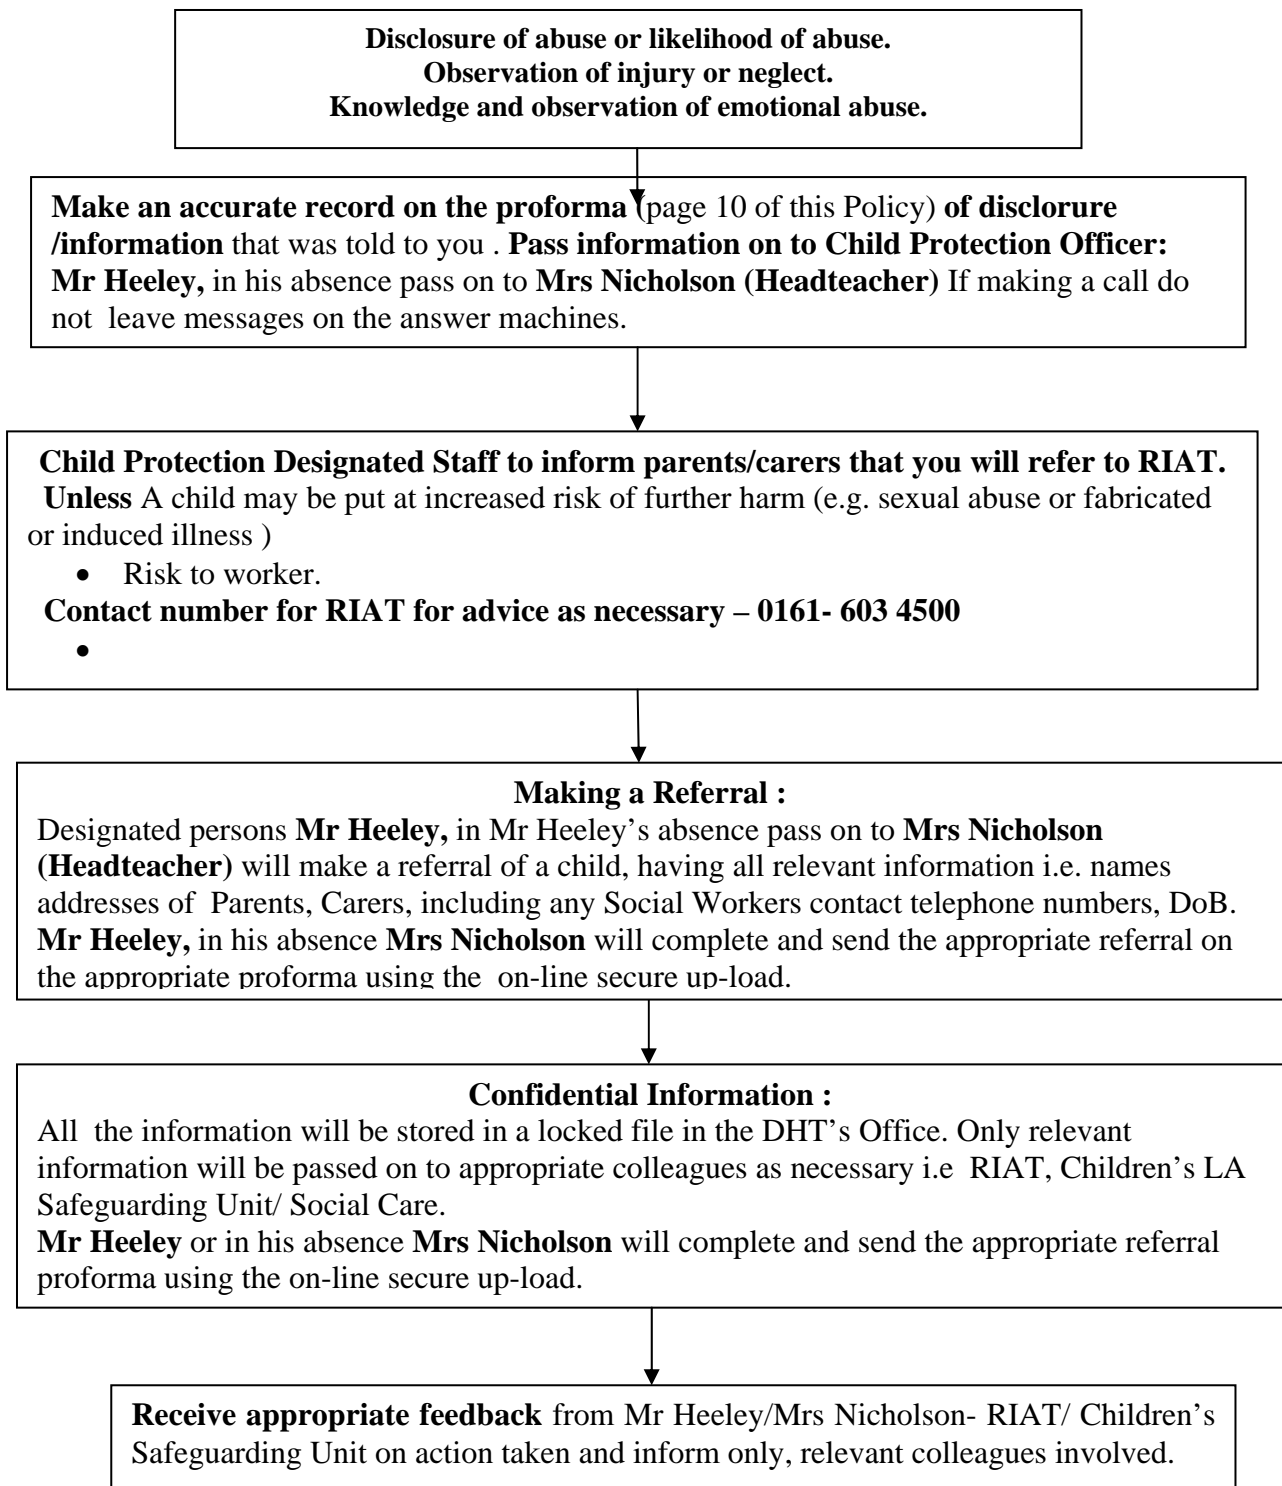 Disclosure of abuse or likelihood of abuse.
Observation of injury or neglect.
Knowledge and observation of emotional abuse.
Make an accurate record on the proforma (page 10 of this Policy) of disclorure
/information that was told to you . Pass information on to Child Protection Officer:
Mr Heeley, in his absence pass on to Mrs Nicholson (Headteacher) If making a call do
not leave messages on the answer machines.
Child Protection Designated Staff to inform parents/carers that you will refer to RIAT.
Unless A child may be put at increased risk of further harm (e.g. sexual abuse or fabricated
or induced illness )
• Risk to worker.
Contact number for RIAT for advice as necessary – 0161- 603 4500
•
Making a Referral :
Designated persons Mr Heeley, in Mr Heeley’s absence pass on to Mrs Nicholson
(Headteacher) will make a referral of a child, having all relevant information i.e. names
addresses of Parents, Carers, including any Social Workers contact telephone numbers, DoB.
Mr Heeley, in his absence Mrs Nicholson will complete and send the appropriate referral on
the appropriate proforma using the on-line secure up-load.
Confidential Information :
All the information will be stored in a locked file in the DHT’s Office. Only relevant
information will be passed on to appropriate colleagues as necessary i.e RIAT, Children’s LA
Safeguarding Unit/ Social Care.
Mr Heeley or in his absence Mrs Nicholson will complete and send the appropriate referral
proforma using the on-line secure up-load.
Receive appropriate feedback from Mr Heeley/Mrs Nicholson- RIAT/ Children’s
Safeguarding Unit on action taken and inform only, relevant colleagues involved.